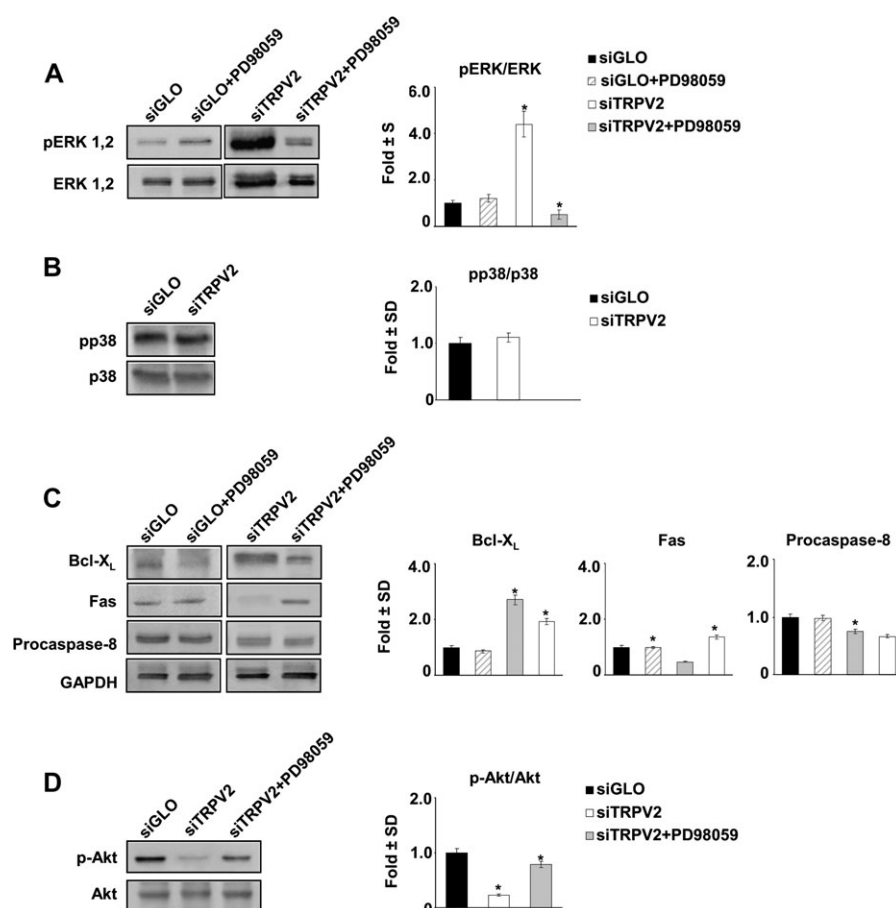 A
siGLO
siGLO+PD98059
siTRPV2
siTRPV2+PD98059
pERK 1,2
ERK 1,2
pERK/ERK
Fold ± S
6.0
4.0
2.0
0
*
*
siGLO
siGLO+PD98059
siTRPV2
siTRPV2+PD98059
B
siGLO
siTRPV2
pp38
p38
pp38/p38
Fold ± SD
2.0
1.0
0
siGLO
siTRPV2
C
siGLO
siGLO+PD98059
siTRPV2
siTRPV2+PD98059
Bcl-XL
Fas
Procaspase-8
GAPDH
Bcl-XL
Fold ± SD
4.0
2.0
0
*
*
Fas
4.0
2.0
0
*
*
Procaspase-8
2.0
1.0
0
*
D
siGLO
siTRPV2
siTRPV2+PD98059
p-Akt
Akt
p-Akt/Akt
Fold ± SD
2.0
1.0
0
*
*
siGLO
siTRPV2
siTRPV2+PD98059